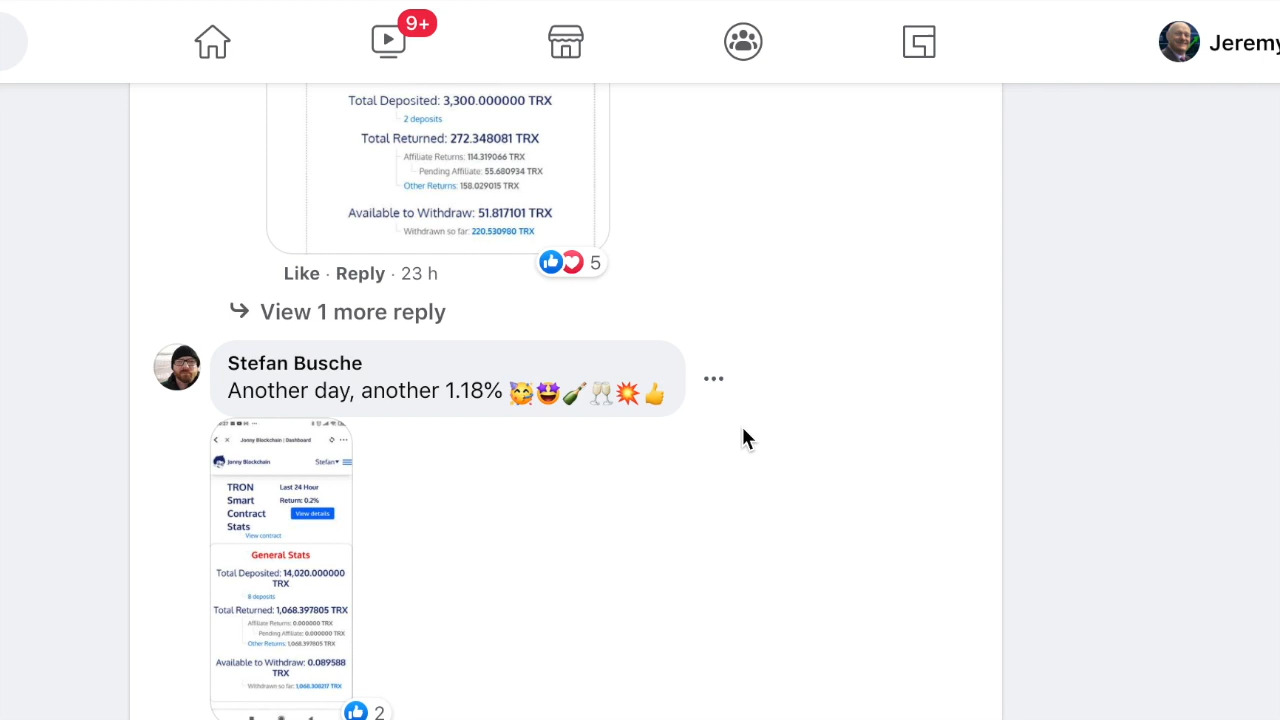 9+
Jeremy
Total Deposited: 3,300.000000 TRX
2 deposits
Total Returned: 272.348081 TRX
Affiliate Returns: 114.319066 TRX
Pending Affiliate: 55.680934 TRX
Other Returns: 158.029015 TRX
Available to Withdraw: 51.817101 TRX
Withdrawn so far: 220.530980 TRX
5
Like · Reply · 23 h
View 1 more reply
Stefan Busche
Another day, another 1.18% 🥳🤩🍾🥂💥👍
Jonny Blockchain | Dashboard
Jonny Blockchain
Stefan
TRON
Smart
Contract
Stats
Last 24 Hour
Return: 0.2%
View details
View contract
General Stats
Total Deposited: 14,020.000000
TRX
8 deposits
Total Returned: 1,068.397805 TRX
Affiliate Returns: 0.000000 TRX
Pending Affiliate: 0.000000 TRX
Other Returns: 1,068.397805 TRX
Available to Withdraw: 0.089588
TRX
Withdrawn so far: 1,068.308217 TRX
2